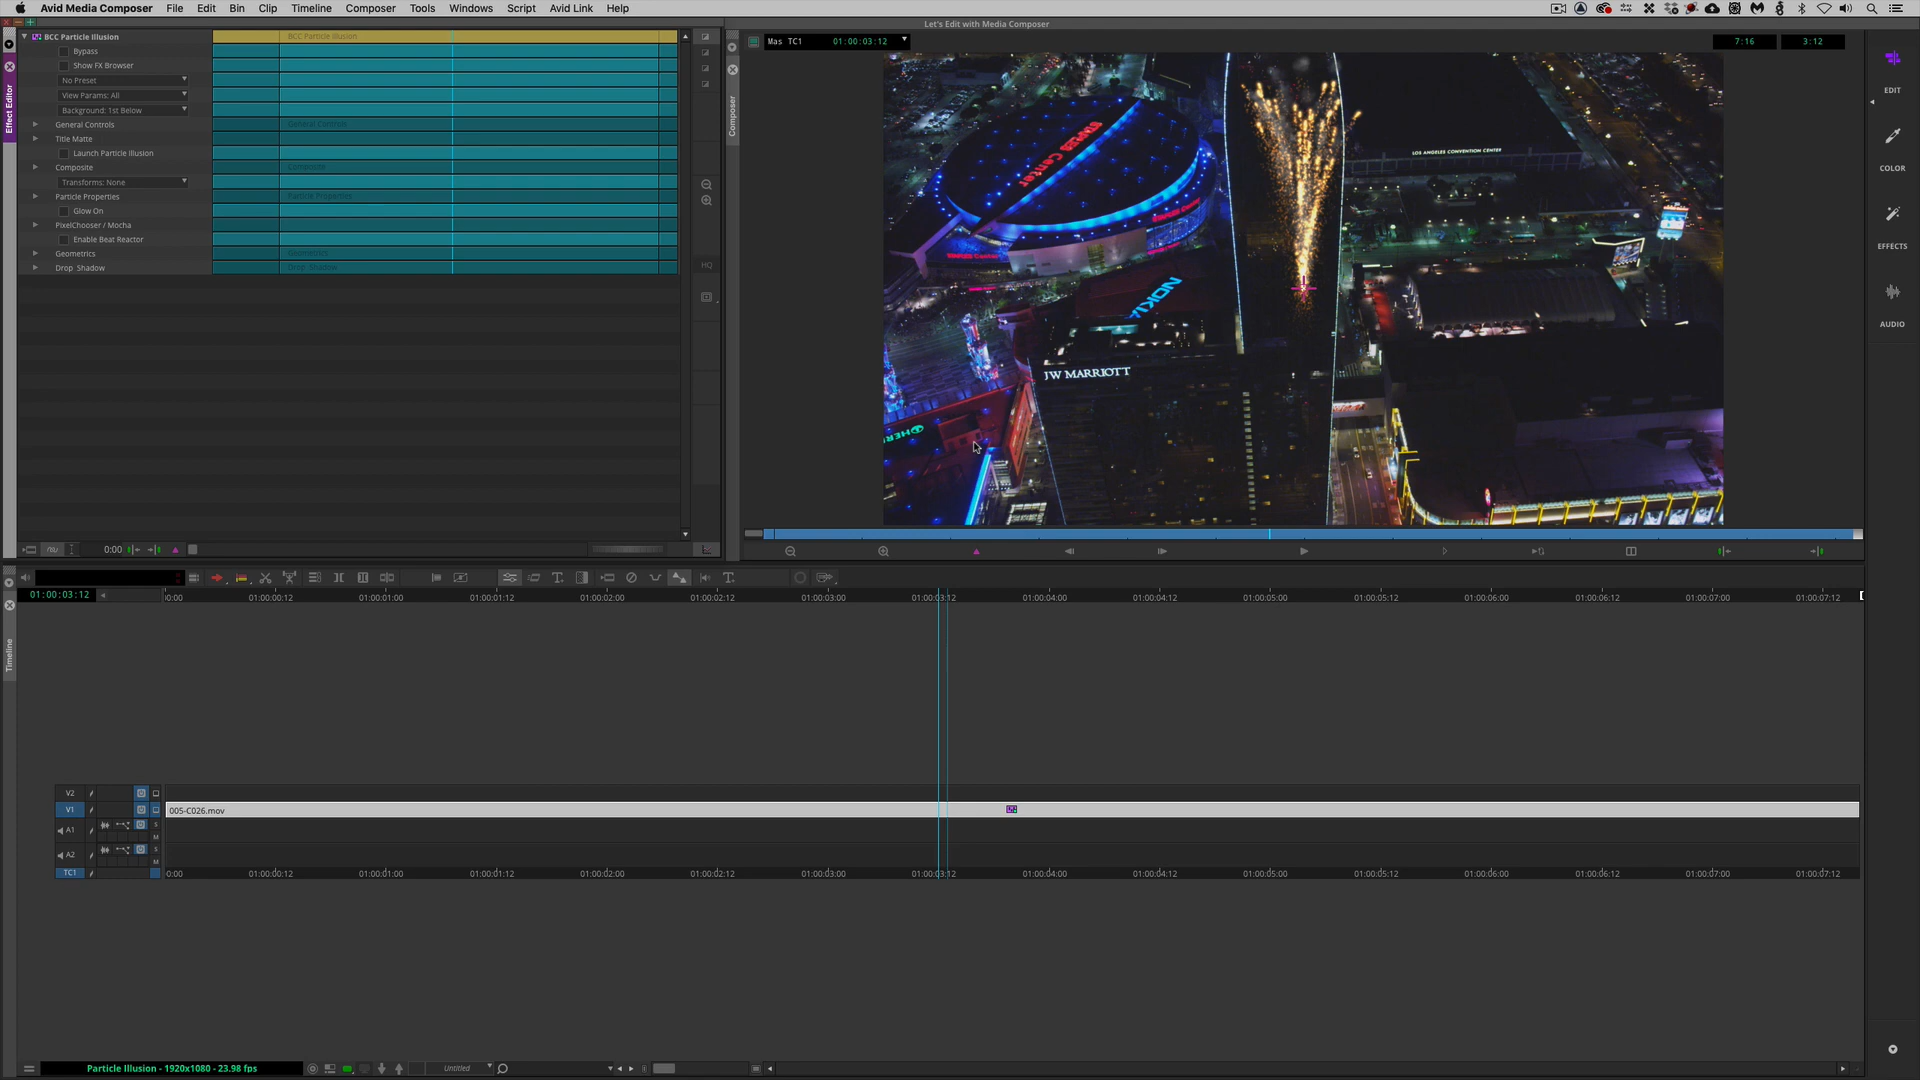 Avid Media Composer File Edit Bin Clip Timeline Composer Tools Windows Script Avid Link Help
Let's Edit with Media Composer
BCC Particle Illusion
BCC Particle Illusion
Bypass
Show FX Browser
No Preset
View Params: All
Background: 1st Below
General Controls
General Controls
Title Matte
Launch Particle Illusion
Composite
Composite
Transforms: None
Particle Properties
Particle Properties
Glow On
PixelChooser / Mocha
Enable Beat Reactor
Geometrics
Geometrics
Drop Shadow
Drop Shadow
Effect Editor
HQ
0:00
Composer
Mas TC1 01:00:03:12
7:16 3:12
STAPLES Center
STAPLES Center
LOS ANGELES CONVENTION CENTER
NOKIA
JW MARRIOTT
HER
EDIT
COLOR
EFFECTS
AUDIO
01:00:03:12
0:00 01:00:00:12 01:00:01:00 01:00:01:12 01:00:02:00 01:00:02:12 01:00:03:00 01:00:03:12 01:00:04:00 01:00:04:12 01:00:05:00 01:00:05:12 01:00:06:00 01:00:06:12 01:00:07:00 01:00:07:12
Timeline
V2
V1 005-C026.mov
A1 S
M
A2 S
M
TC1 0:00 01:00:00:12 01:00:01:00 01:00:01:12 01:00:02:00 01:00:02:12 01:00:03:00 01:00:03:12 01:00:04:00 01:00:04:12 01:00:05:00 01:00:05:12 01:00:06:00 01:00:06:12 01:00:07:00 01:00:07:12
Particle Illusion - 1920x1080 - 23.98 fps Untitled